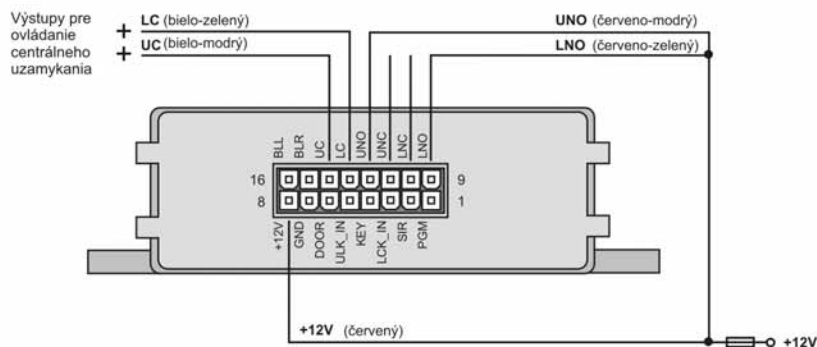 Výstupy pre
ovládanie
centrálneho
uzamykania
+ LC (bielo-zelený)
+ UC (bielo-modrý)
UNO (červeno-modrý)
LNO (červeno-zelený)
BLL BLR UC LC UNO UNC LNC LNO
16 9
8 1
+12V GND DOOR ULK_IN KEY LCK_IN SIR PGM
+12V (červený)
+12V